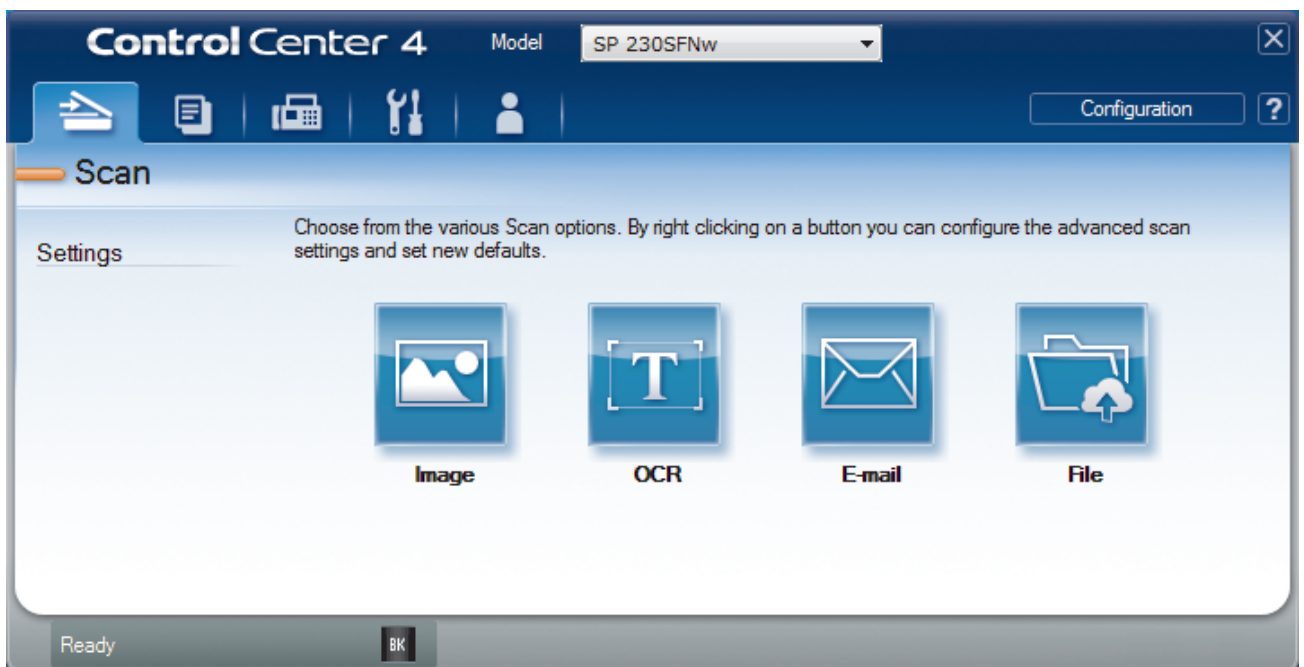 Control Center 4 Model SP 230SFNw X
Configuration ?
Scan
Settings
Choose from the various Scan options. By right clicking on a button you can configure the advanced scan
settings and set new defaults.
T
Image OCR E-mail File
Ready BK